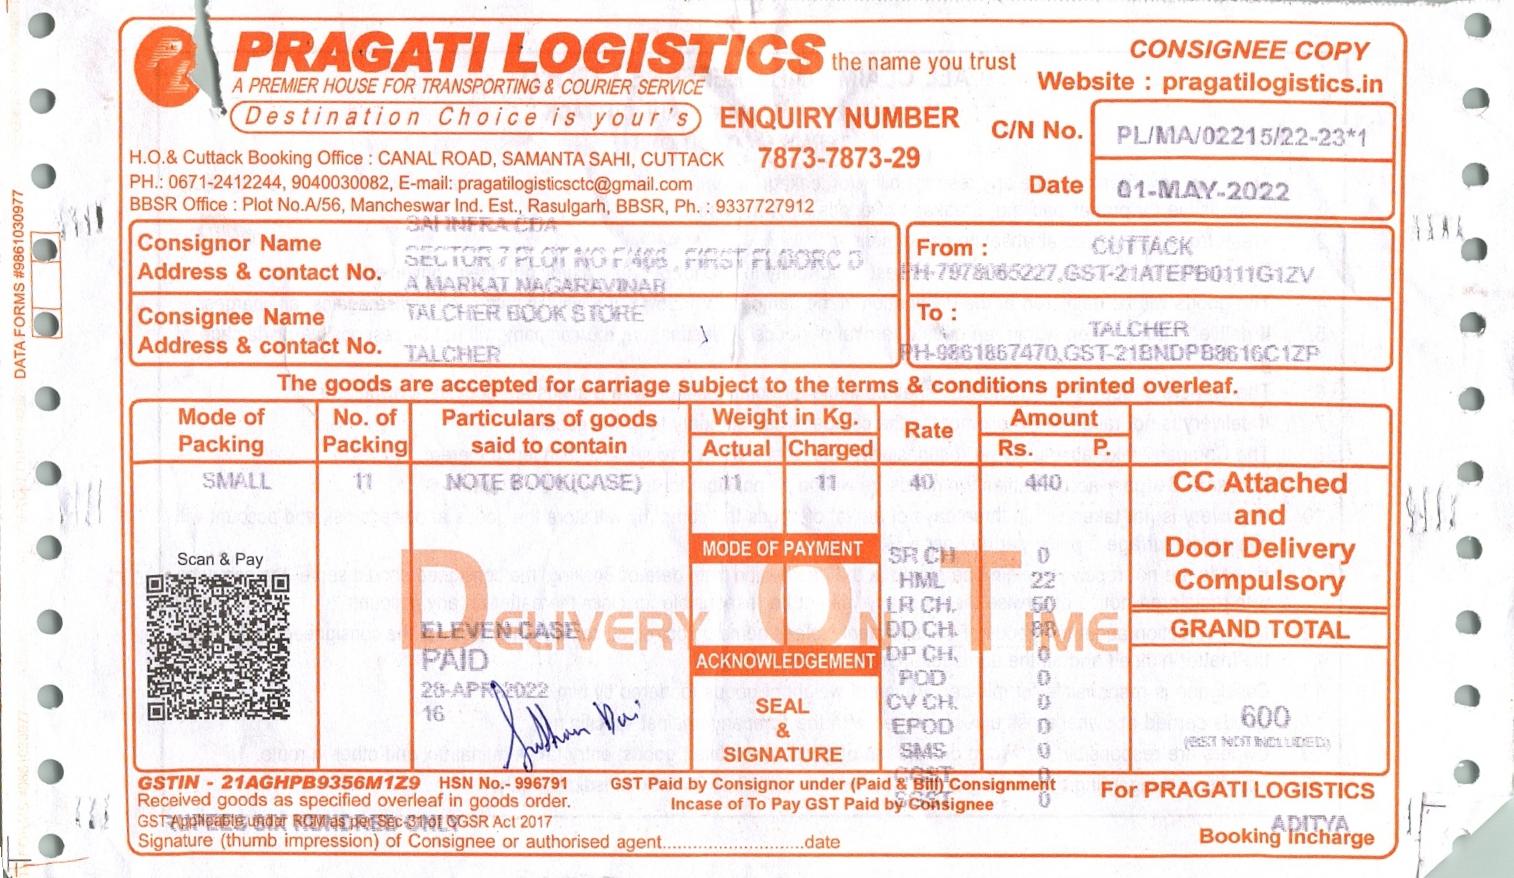 PRAGATI LOGISTICS the name you trust
A PREMIER HOUSE FOR TRANSPORTING & COURIER SERVICE
Destination Choice is your's
CONSIGNEE COPY
Website : pragatilogistics.in
ENQUIRY NUMBER
7873-7873-29
C/N No. PL/MA/02215/22-23*1
Date 01-MAY-2022
H.O.& Cuttack Booking Office : CANAL ROAD, SAMANTA SAHI, CUTTACK
PH.: 0671-2412244, 9040030082, E-mail: pragatilogisticsctc@gmail.com
BBSR Office : Plot No.A/56, Mancheswar Ind. Est., Rasulgarh, BBSR, Ph. : 9337727912
DATA FORMS #9861030977
Consignor Name
Address & contact No.
SAI INFRA CDA
SECTOR 7 PLOT NO F/466 , FIRST FLOORC D
A MARKAT NAGARAVINAB
From : CUTTACK
PH-7978065227,GST-21ATEPB0111G1ZV
Consignee Name
Address & contact No.
TALCHER BOOK STORE
TALCHER
To :
TALCHER
PH-9861867470,GST-21BNDPB8616C1ZP
The goods are accepted for carriage subject to the terms & conditions printed overleaf.
Mode of Packing
No. of Packing
Particulars of goods said to contain
Weight in Kg.
Actual Charged
Rate
Amount
Rs. P.
SMALL 11 NOTE BOOK(CASE) 11 11 40 440
CC Attached
and
Door Delivery
Compulsory
Scan & Pay
DELIVERY ON TIME
MODE OF PAYMENT
SR CH 0
HML 22
LR CH. 50
DD CH. 88
DP CH. 0
POD 0
CV CH. 0
EPOD 0
SMS 0
CGST 0
SGST 0
ELEVEN CASE
PAID
28-APR-2022
16
ACKNOWLEDGEMENT
SEAL
&
SIGNATURE
GRAND TOTAL
600
(GST NOT INCLUDED)
GSTIN - 21AGHPB9356M1Z9 HSN No.- 996791 GST Paid by Consignor under (Paid & Bill) Consignment
Incase of To Pay GST Paid by Consignee
Received goods as specified overleaf in goods order.
GST Applicable under RCM as per Sec-31of CGSR Act 2017
RUPEES SIX HUNDRED ONLY
Signature (thumb impression) of Consignee or authorised agent..............................date
For PRAGATI LOGISTICS
ADITYA
Booking Incharge